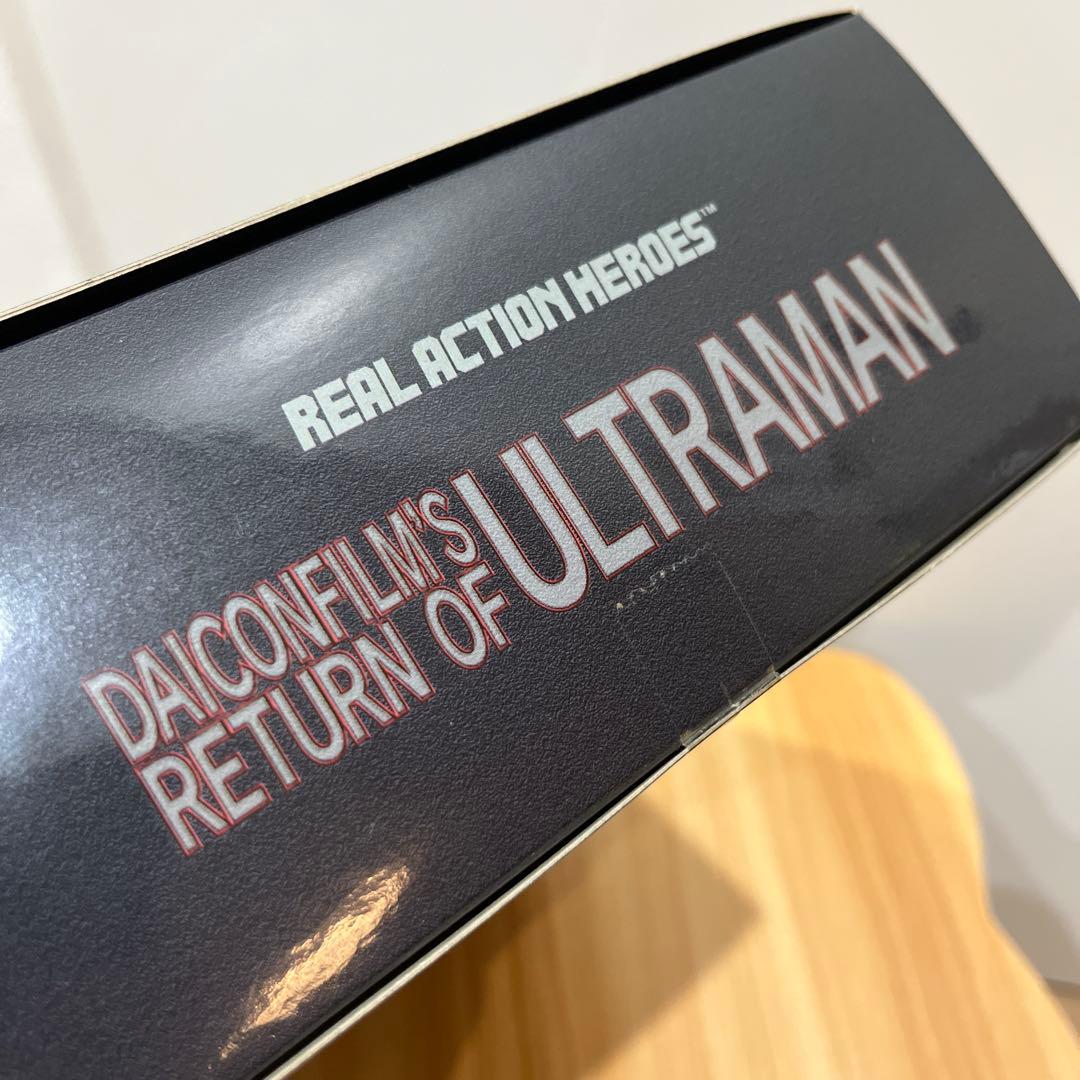 REAL ACTION HEROES™
DAICONFILM'S
RETURN OF ULTRAMAN